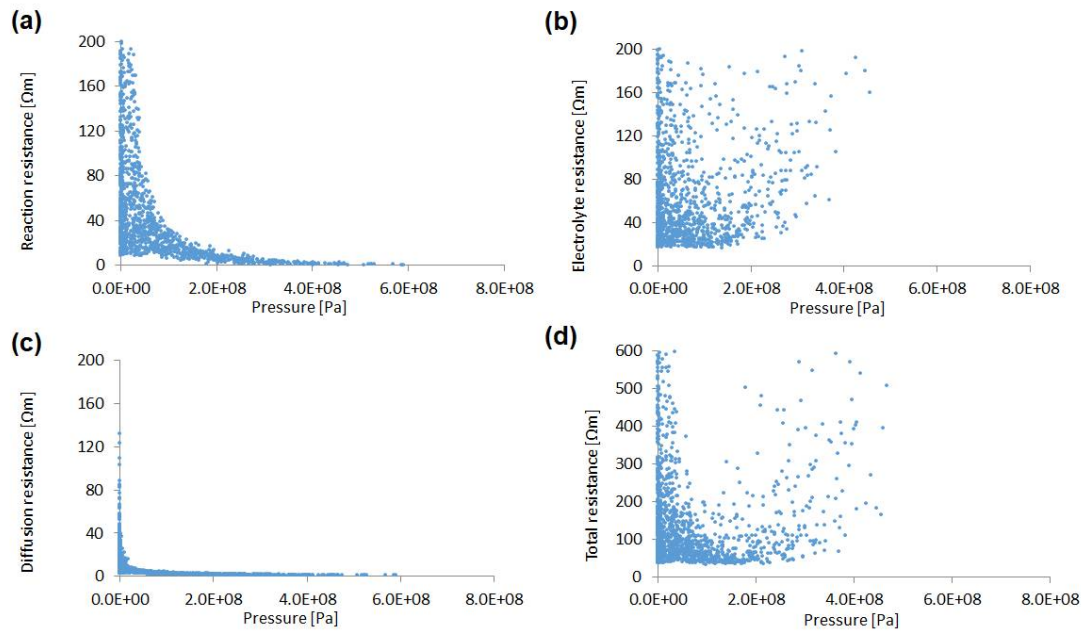 (a)
Reaction resistance [Ωm]
200
160
120
80
40
0
0.0E+00 2.0E+08 4.0E+08 6.0E+08 8.0E+08
Pressure [Pa]
(b)
Electrolyte resistance [Ωm]
200
160
120
80
40
0
0.0E+00 2.0E+08 4.0E+08 6.0E+08 8.0E+08
Pressure [Pa]
(c)
Diffusion resistance [Ωm]
200
160
120
80
40
0
0.0E+00 2.0E+08 4.0E+08 6.0E+08 8.0E+08
Pressure [Pa]
(d)
Total resistance [Ωm]
600
500
400
300
200
100
0
0.0E+00 2.0E+08 4.0E+08 6.0E+08 8.0E+08
Pressure [Pa]